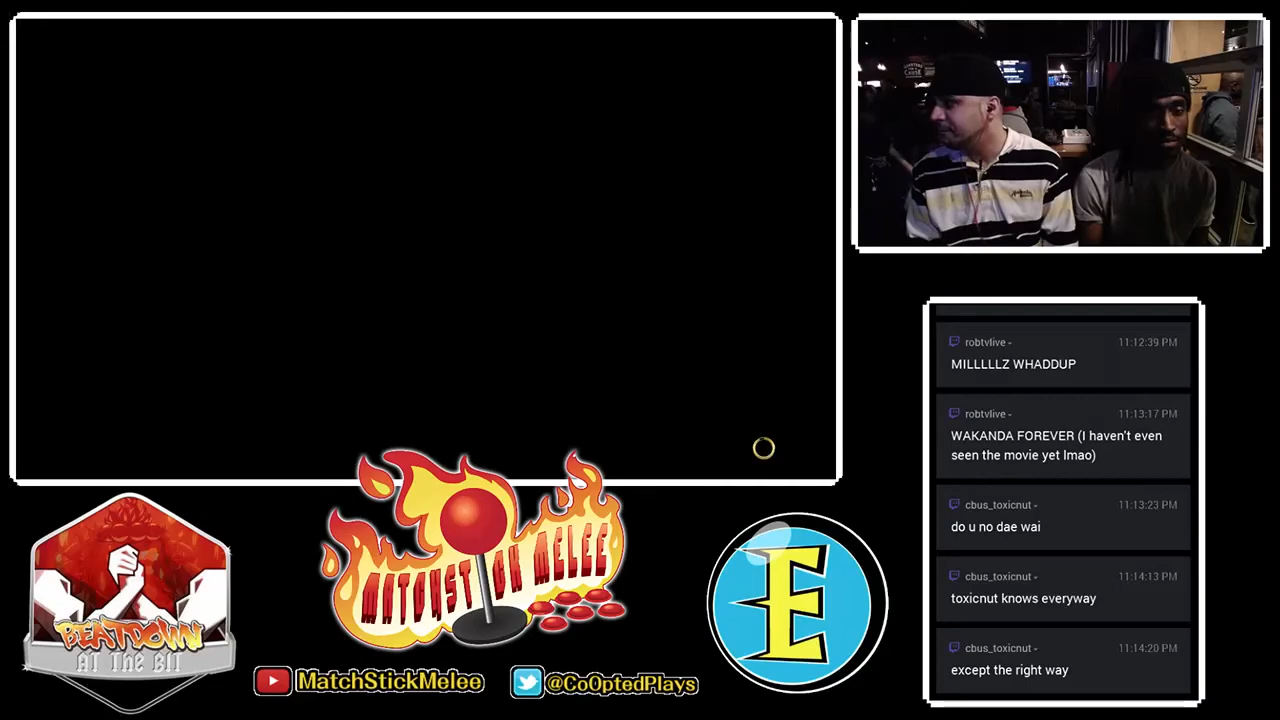 robtvlive - 11:12:39 PM
MILLLLLZ WHADDUP
robtvlive - 11:13:17 PM
WAKANDA FOREVER (I haven't even
seen the movie yet lmao)
cbus_toxicnut - 11:13:23 PM
do u no dae wai
cbus_toxicnut - 11:14:13 PM
toxicnut knows everyway
cbus_toxicnut - 11:14:20 PM
except the right way
BEATDOWN
AT The BIT
MATCHSTICK MELEE
E
MatchStickMelee
@CoOptedPlays